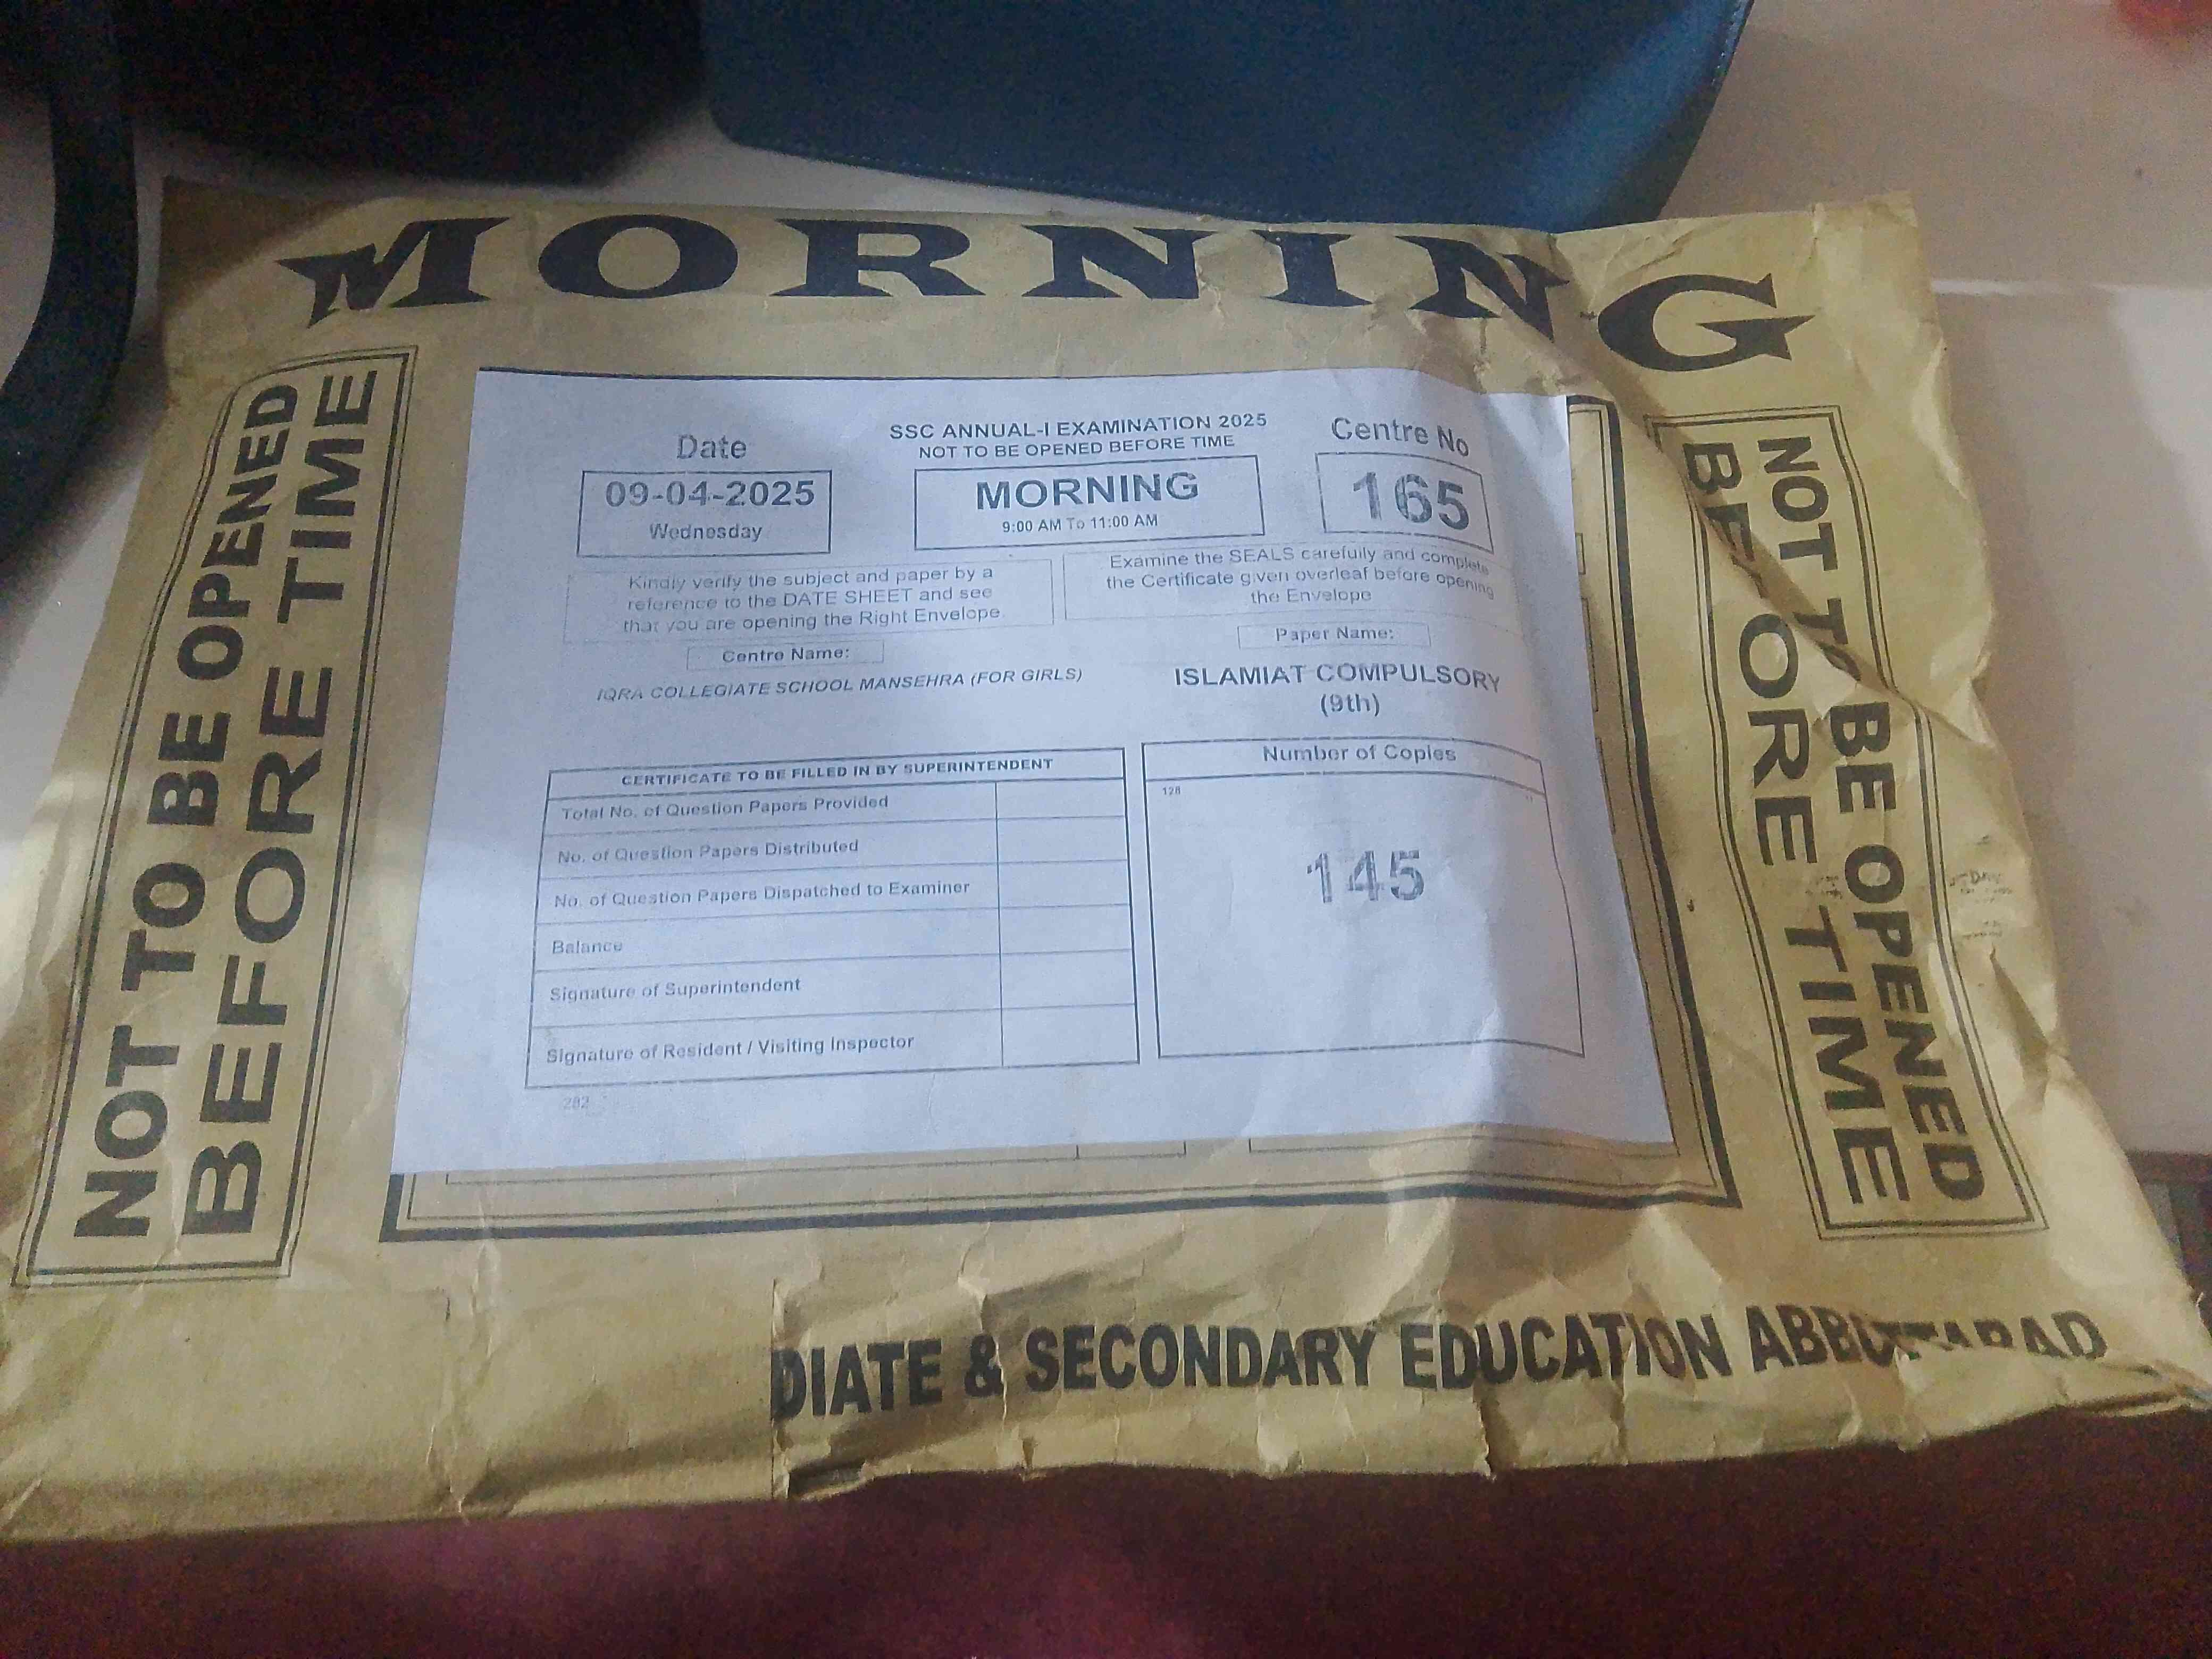 MORNING
NOT TO BE OPENED
BEFORE TIME
Date
09-04-2025
Wednesday
SSC ANNUAL-I EXAMINATION 2025
NOT TO BE OPENED BEFORE TIME
MORNING
9:00 AM To 11:00 AM
Centre No
165
Kindly verify the subject and paper by a
reference to the DATE SHEET and see
that you are opening the Right Envelope.
Examine the SEALS carefully and complete
the Certificate given overleaf before opening
the Envelope
Centre Name:
IQRA COLLEGIATE SCHOOL MANSEHRA (FOR GIRLS)
Paper Name:
ISLAMIAT COMPULSORY
(9th)
CERTIFICATE TO BE FILLED IN BY SUPERINTENDENT
Total No. of Question Papers Provided
No. of Question Papers Distributed
No. of Question Papers Dispatched to Examiner
Balance
Signature of Superintendent
Signature of Resident / Visiting Inspector
282
Number of Copies
128
145
NOT TO BE OPENED
BEFORE TIME
DIATE & SECONDARY EDUCATION ABBOTTABAD